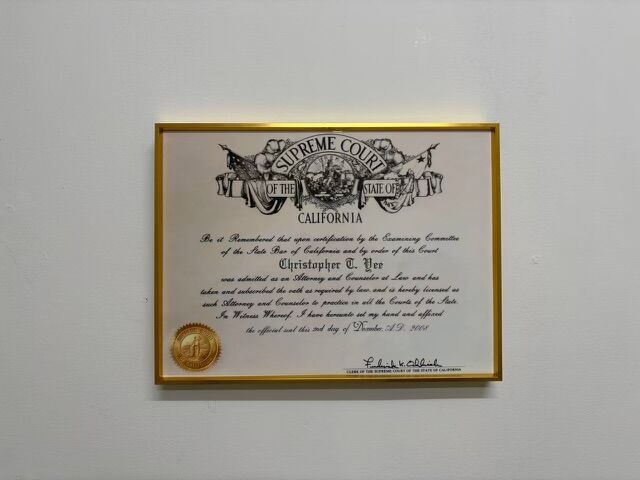 SUPREME COURT
OF THE STATE OF
CALIFORNIA
Be it Remembered that upon certification by the Examining Committee
of the State Bar of California and by order of this Court
Christopher T. Yee
was admitted as an Attorney and Counselor at Law and has
taken and subscribed the oath as required by law and is hereby licensed as
such Attorney and Counselor to practice in all the Courts of the State.
In Witness Whereof, I have hereunto set my hand and affixed
the official seal this 2nd day of December, A.D. 2008
Frederick K. Ohlrich
CLERK OF THE SUPREME COURT OF THE STATE OF CALIFORNIA